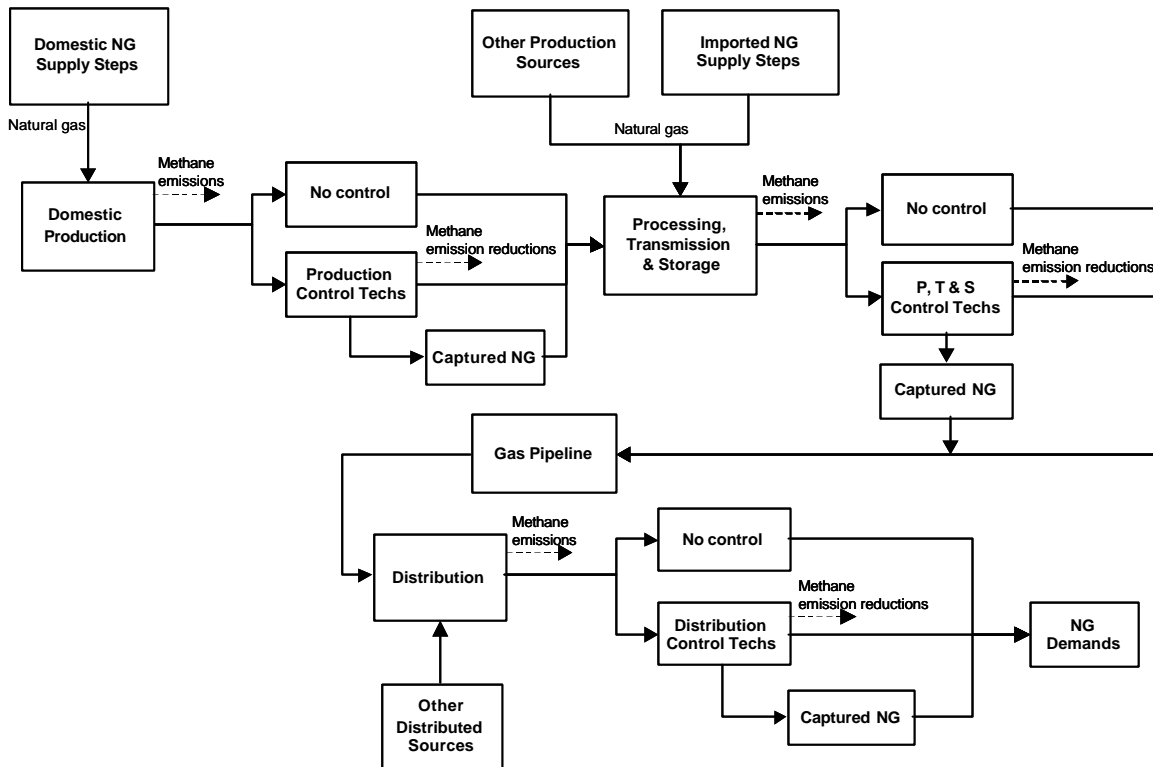 Domestic NG
Supply Steps
Other Production
Sources
Imported NG
Supply Steps
Natural gas
Natural gas
Methane
emissions
Domestic
Production
No control
Methane
emission reductions
Production
Control Techs
Captured NG
Processing,
Transmission
& Storage
Methane
emissions
No control
Methane
emission reductions
P, T & S
Control Techs
Captured NG
Gas Pipeline
Methane
emissions
Distribution
No control
Methane
emission reductions
Distribution
Control Techs
NG
Demands
Captured NG
Other
Distributed
Sources